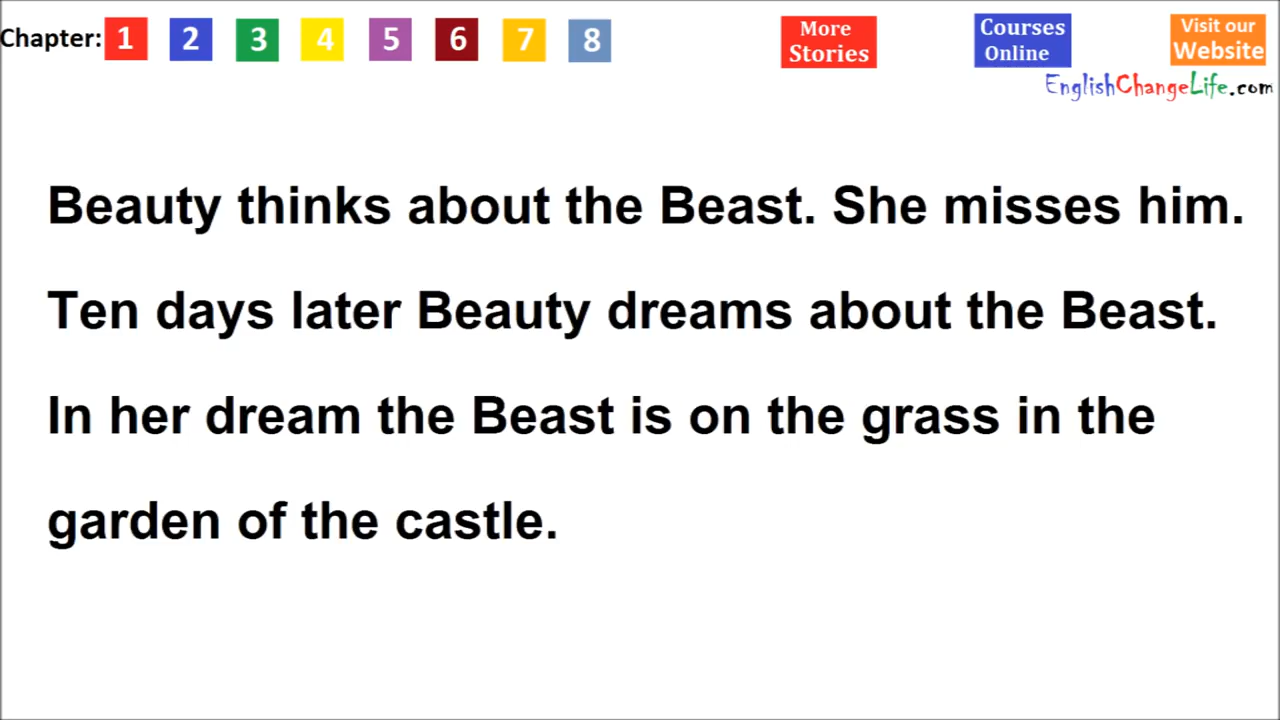 Chapter: 1 2 3 4 5 6 7 8
More
Stories
Courses
Online
Visit our
Website
EnglishChangeLife.com
Beauty thinks about the Beast. She misses him.
Ten days later Beauty dreams about the Beast.
In her dream the Beast is on the grass in the
garden of the castle.